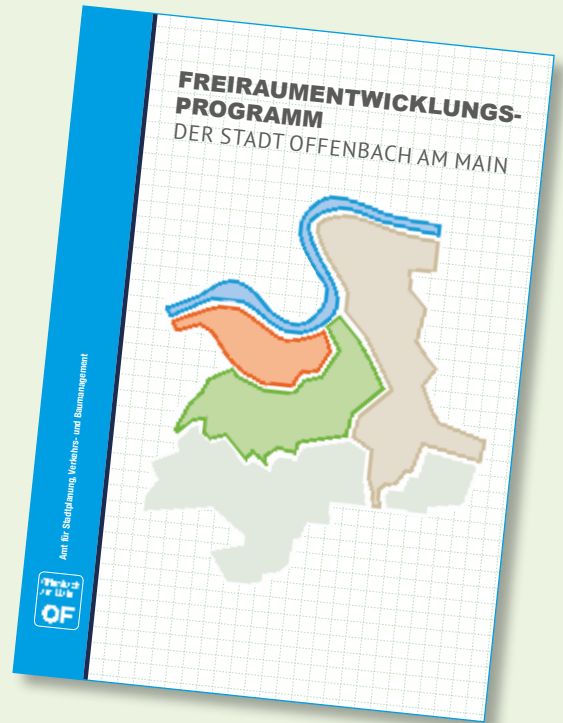 FREIRAUMENTWICKLUNGS-
PROGRAMM
DER STADT OFFENBACH AM MAIN
Amt für Stadtplanung, Verkehrs- und Baumanagement
OF